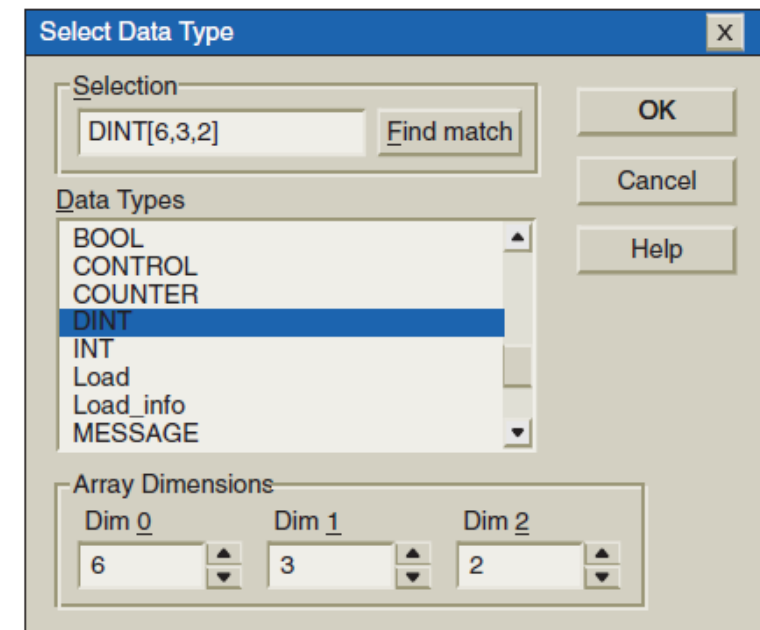 Select Data Type X
Selection
DINT[6,3,2] Find match
OK
Cancel
Help
Data Types
BOOL
CONTROL
COUNTER
DINT
INT
Load
Load_info
MESSAGE
Array Dimensions
Dim 0 Dim 1 Dim 2
6 3 2